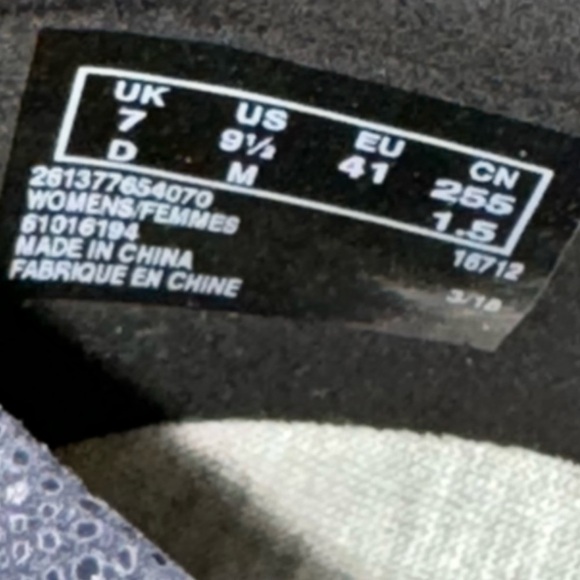 UK US EU CN
7 9½ 41 255
D M 1.5
261377654070
WOMENS/FEMMES
61016194
MADE IN CHINA 16712
FABRIQUE EN CHINE 3/18